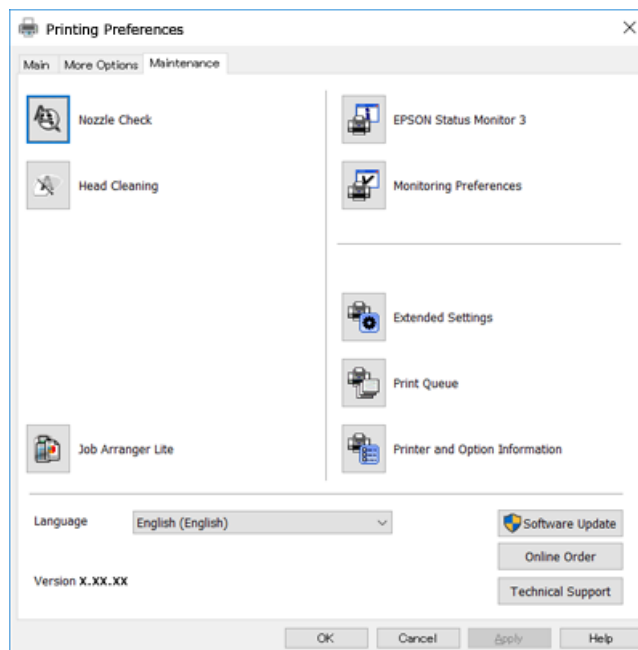 Printing Preferences
Main More Options Maintenance
Nozzle Check
Head Cleaning
Job Arranger Lite
EPSON Status Monitor 3
Monitoring Preferences
Extended Settings
Print Queue
Printer and Option Information
Language English (English)
Version X.XX.XX
Software Update
Online Order
Technical Support
OK Cancel Apply Help